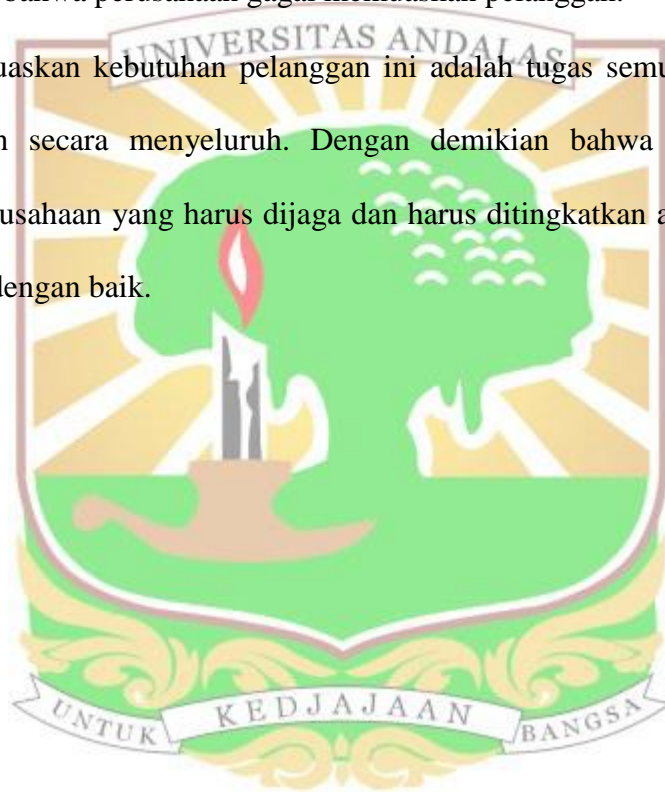 bahwa perusahaan gagal memuaskan pelanggan.
UNIVERSITAS ANDALAS
uaskan kebutuhan pelanggan ini adalah tugas semu
secara menyeluruh. Dengan demikian bahwa
usahaan yang harus dijaga dan harus ditingkatkan a
dengan baik.
UNTUK KEDJAJAAN BANGSA